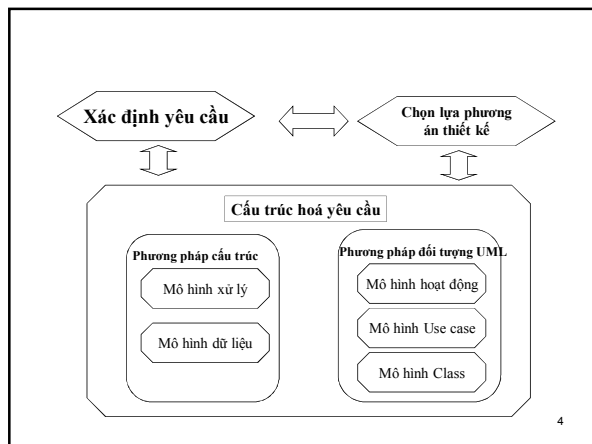 Xác định yêu cầu
Chọn lựa phương
án thiết kế
Cấu trúc hoá yêu cầu
Phương pháp cấu trúc
Mô hình xử lý
Mô hình dữ liệu
Phương pháp đối tượng UML
Mô hình hoạt động
Mô hình Use case
Mô hình Class
4